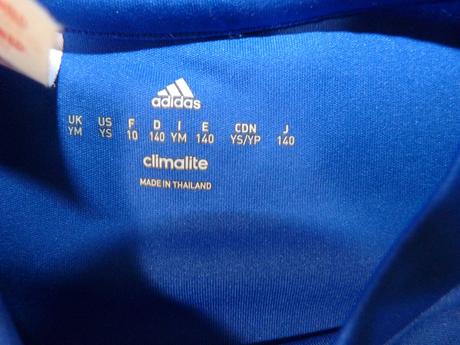 adidas
UK US F D I E CDN J
YM YS 10 140 YM 140 YS/YP 140
climalite
MADE IN THAILAND